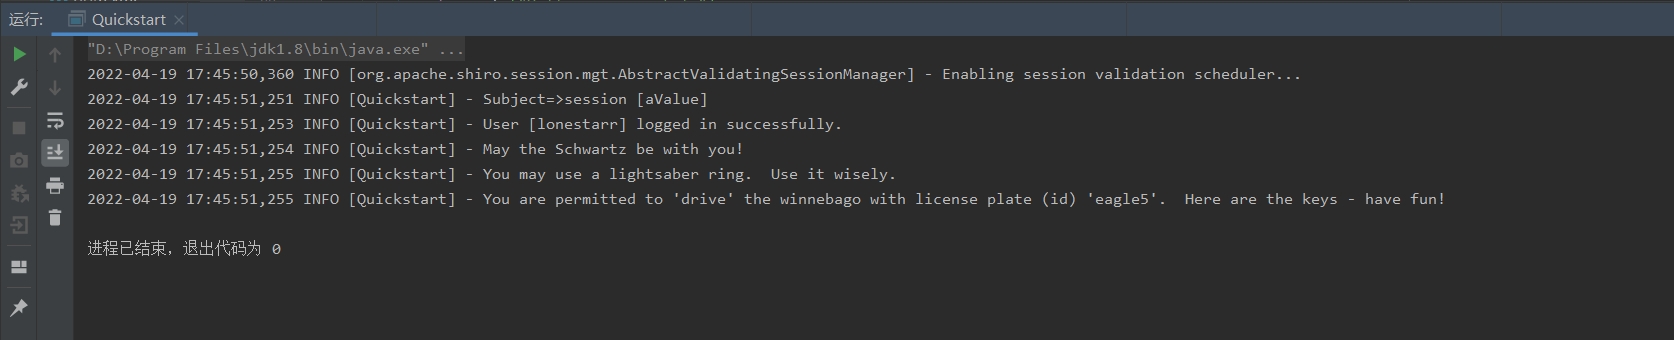 运行: Quickstart
"D:\Program Files\jdk1.8\bin\java.exe" ...
2022-04-19 17:45:50,360 INFO [org.apache.shiro.session.mgt.AbstractValidatingSessionManager] - Enabling session validation scheduler...
2022-04-19 17:45:51,251 INFO [Quickstart] - Subject=>session [aValue]
2022-04-19 17:45:51,253 INFO [Quickstart] - User [lonestarr] logged in successfully.
2022-04-19 17:45:51,254 INFO [Quickstart] - May the Schwartz be with you!
2022-04-19 17:45:51,255 INFO [Quickstart] - You may use a lightsaber ring.  Use it wisely.
2022-04-19 17:45:51,255 INFO [Quickstart] - You are permitted to 'drive' the winnebago with license plate (id) 'eagle5'.  Here are the keys - have fun!
进程已结束，退出代码为 0